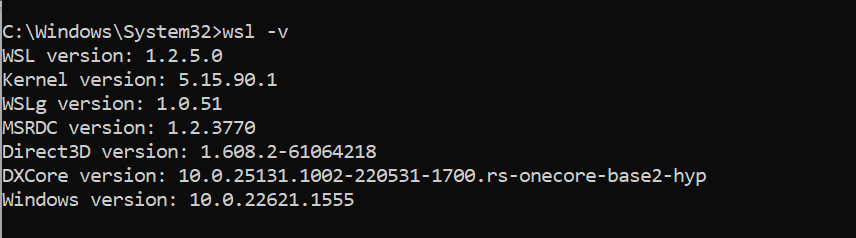 C:\Windows\System32>wsl -v
WSL version: 1.2.5.0
Kernel version: 5.15.90.1
WSLg version: 1.0.51
MSRDC version: 1.2.3770
Direct3D version: 1.608.2-61064218
DXCore version: 10.0.25131.1002-220531-1700.rs-onecore-base2-hyp
Windows version: 10.0.22621.1555